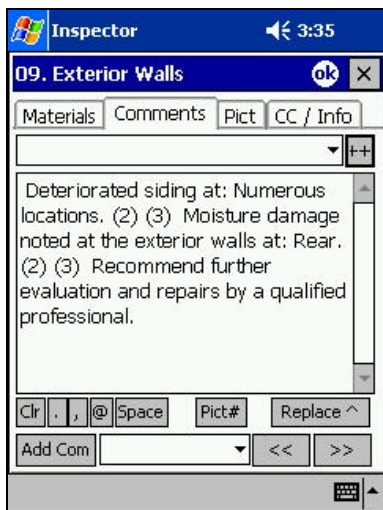 Inspector 3:35
09. Exterior Walls ok
Materials Comments Pict CC / Info
++
Deteriorated siding at: Numerous
locations. (2) (3) Moisture damage
noted at the exterior walls at: Rear.
(2) (3) Recommend further
evaluation and repairs by a qualified
professional.
Clr . , @ Space Pict# Replace ^
Add Com << >>